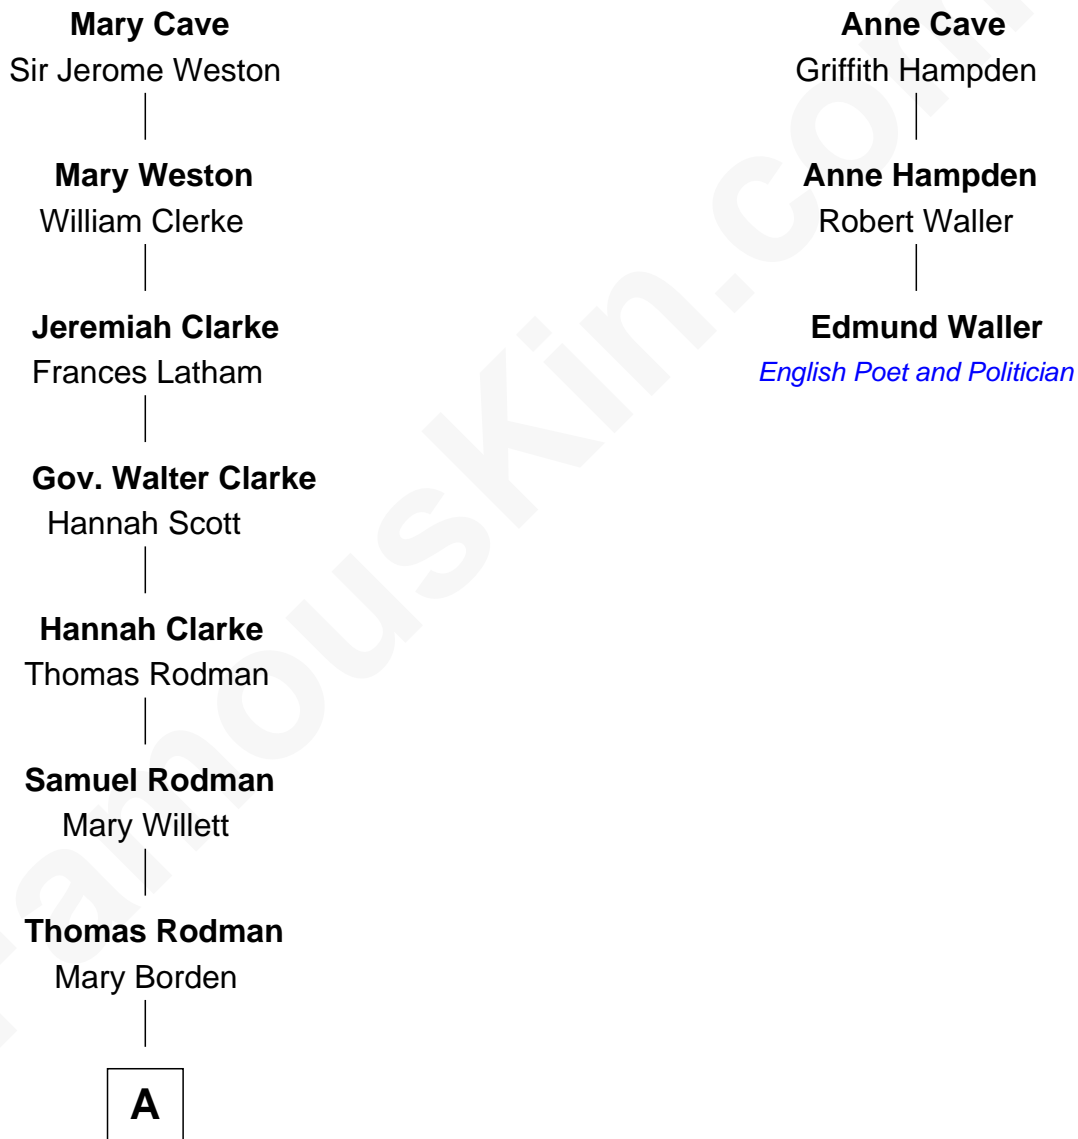 Mary Cave
Sir Jerome Weston
Mary Weston
William Clerke
Jeremiah Clarke
Frances Latham
Gov. Walter Clarke
Hannah Scott
Hannah Clarke
Thomas Rodman
Samuel Rodman
Mary Willett
Thomas Rodman
Mary Borden
A
Anne Cave
Griffith Hampden
Anne Hampden
Robert Waller
Edmund Waller
English Poet and Politician
FamousKin.com